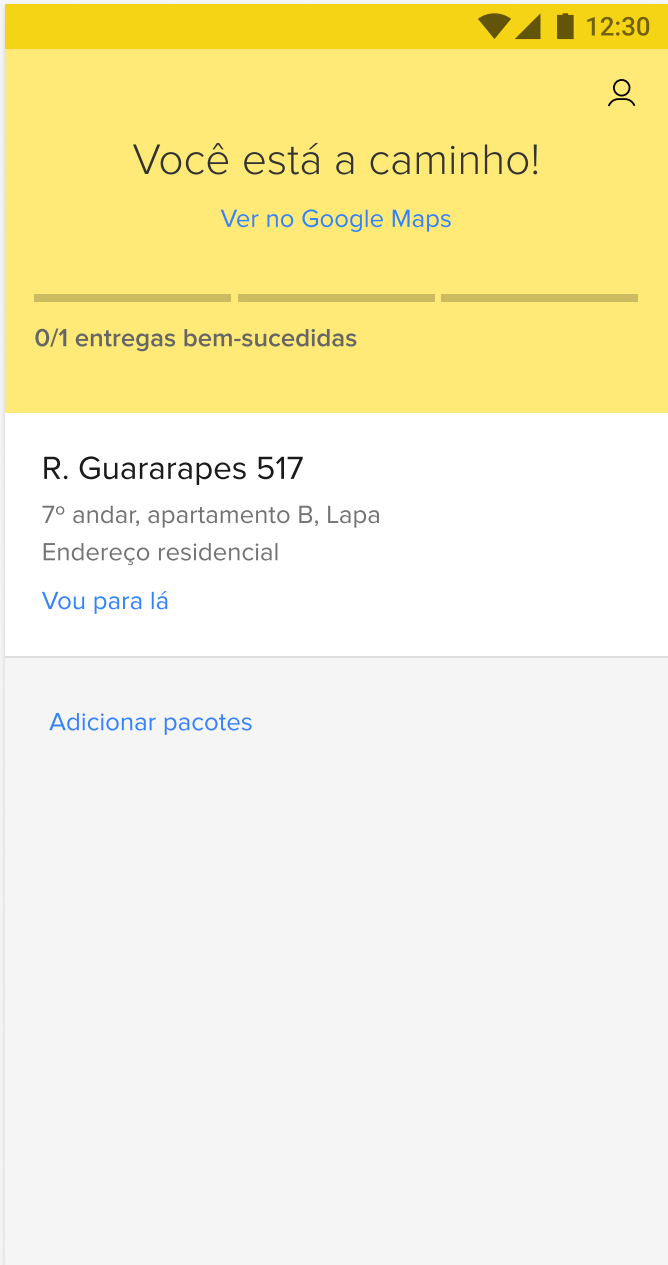 12:30
Você está a caminho!
Ver no Google Maps
0/1 entregas bem-sucedidas
R. Guararapes 517
7º andar, apartamento B, Lapa
Endereço residencial
Vou para lá
Adicionar pacotes